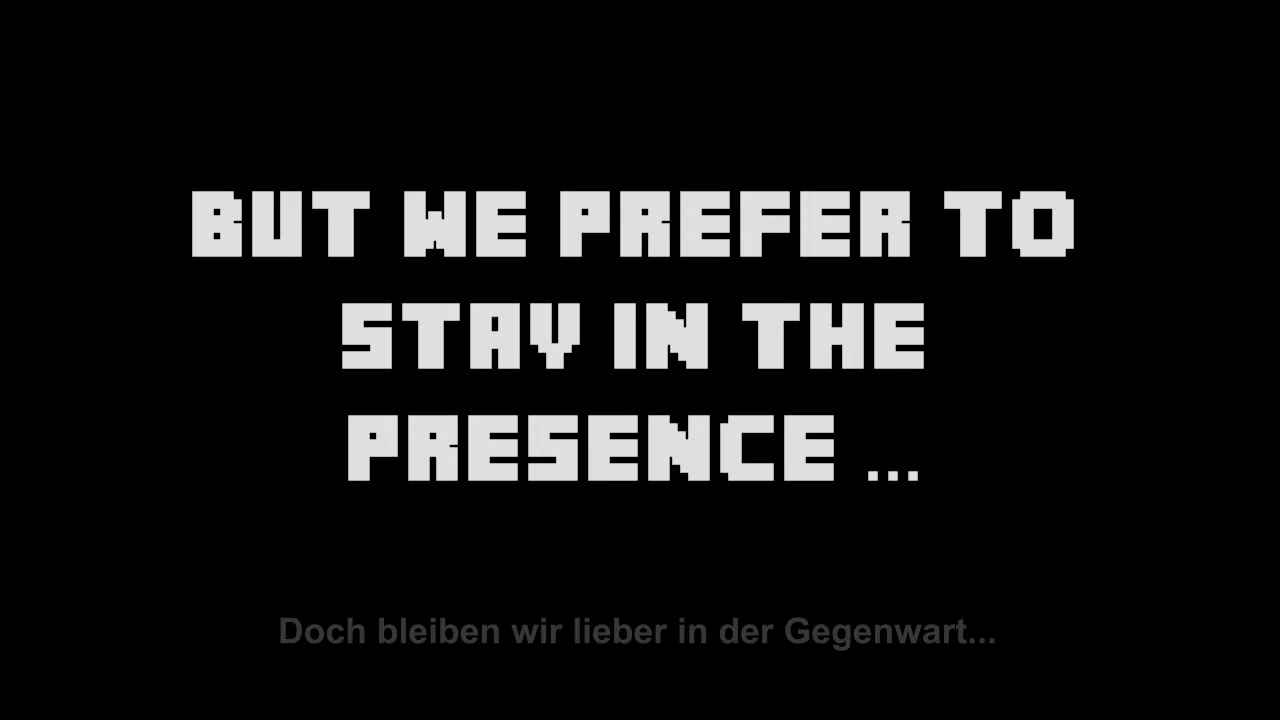 BUT WE PREFER TO
STAY IN THE
PRESENCE ...
Doch bleiben wir lieber in der Gegenwart...